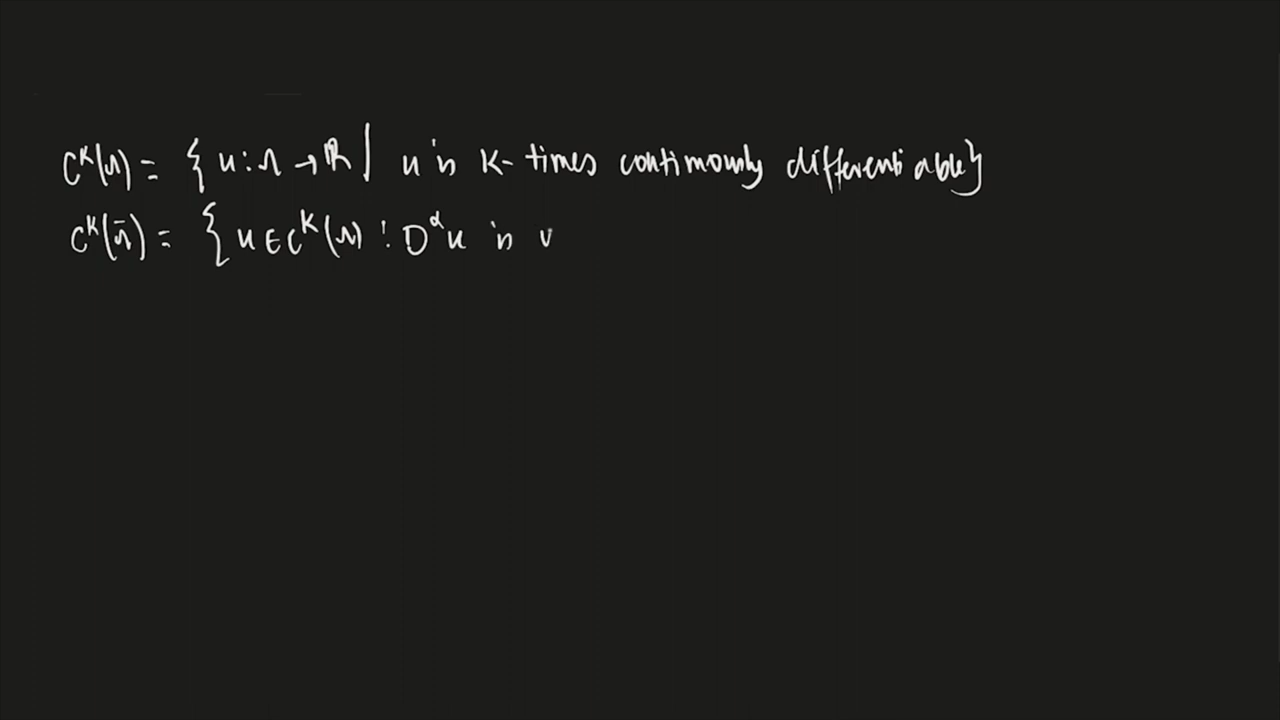 C^k(Ω) = { u : Ω → ℝ | u is k-times continuously differentiable}
C^k(Ω̄) = { u ∈ C^k(Ω) : D^α u is